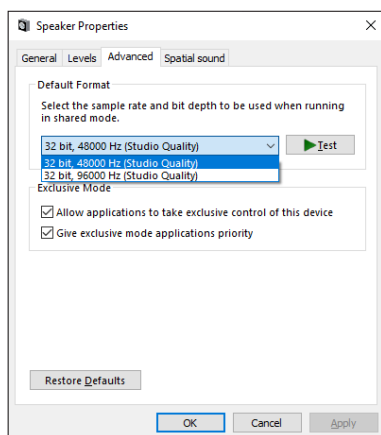 Speaker Properties
General Levels Advanced Spatial sound
Default Format
Select the sample rate and bit depth to be used when running
in shared mode.
32 bit, 48000 Hz (Studio Quality)
Test
32 bit, 48000 Hz (Studio Quality)
32 bit, 96000 Hz (Studio Quality)
Exclusive Mode
Allow applications to take exclusive control of this device
Give exclusive mode applications priority
Restore Defaults
OK Cancel Apply